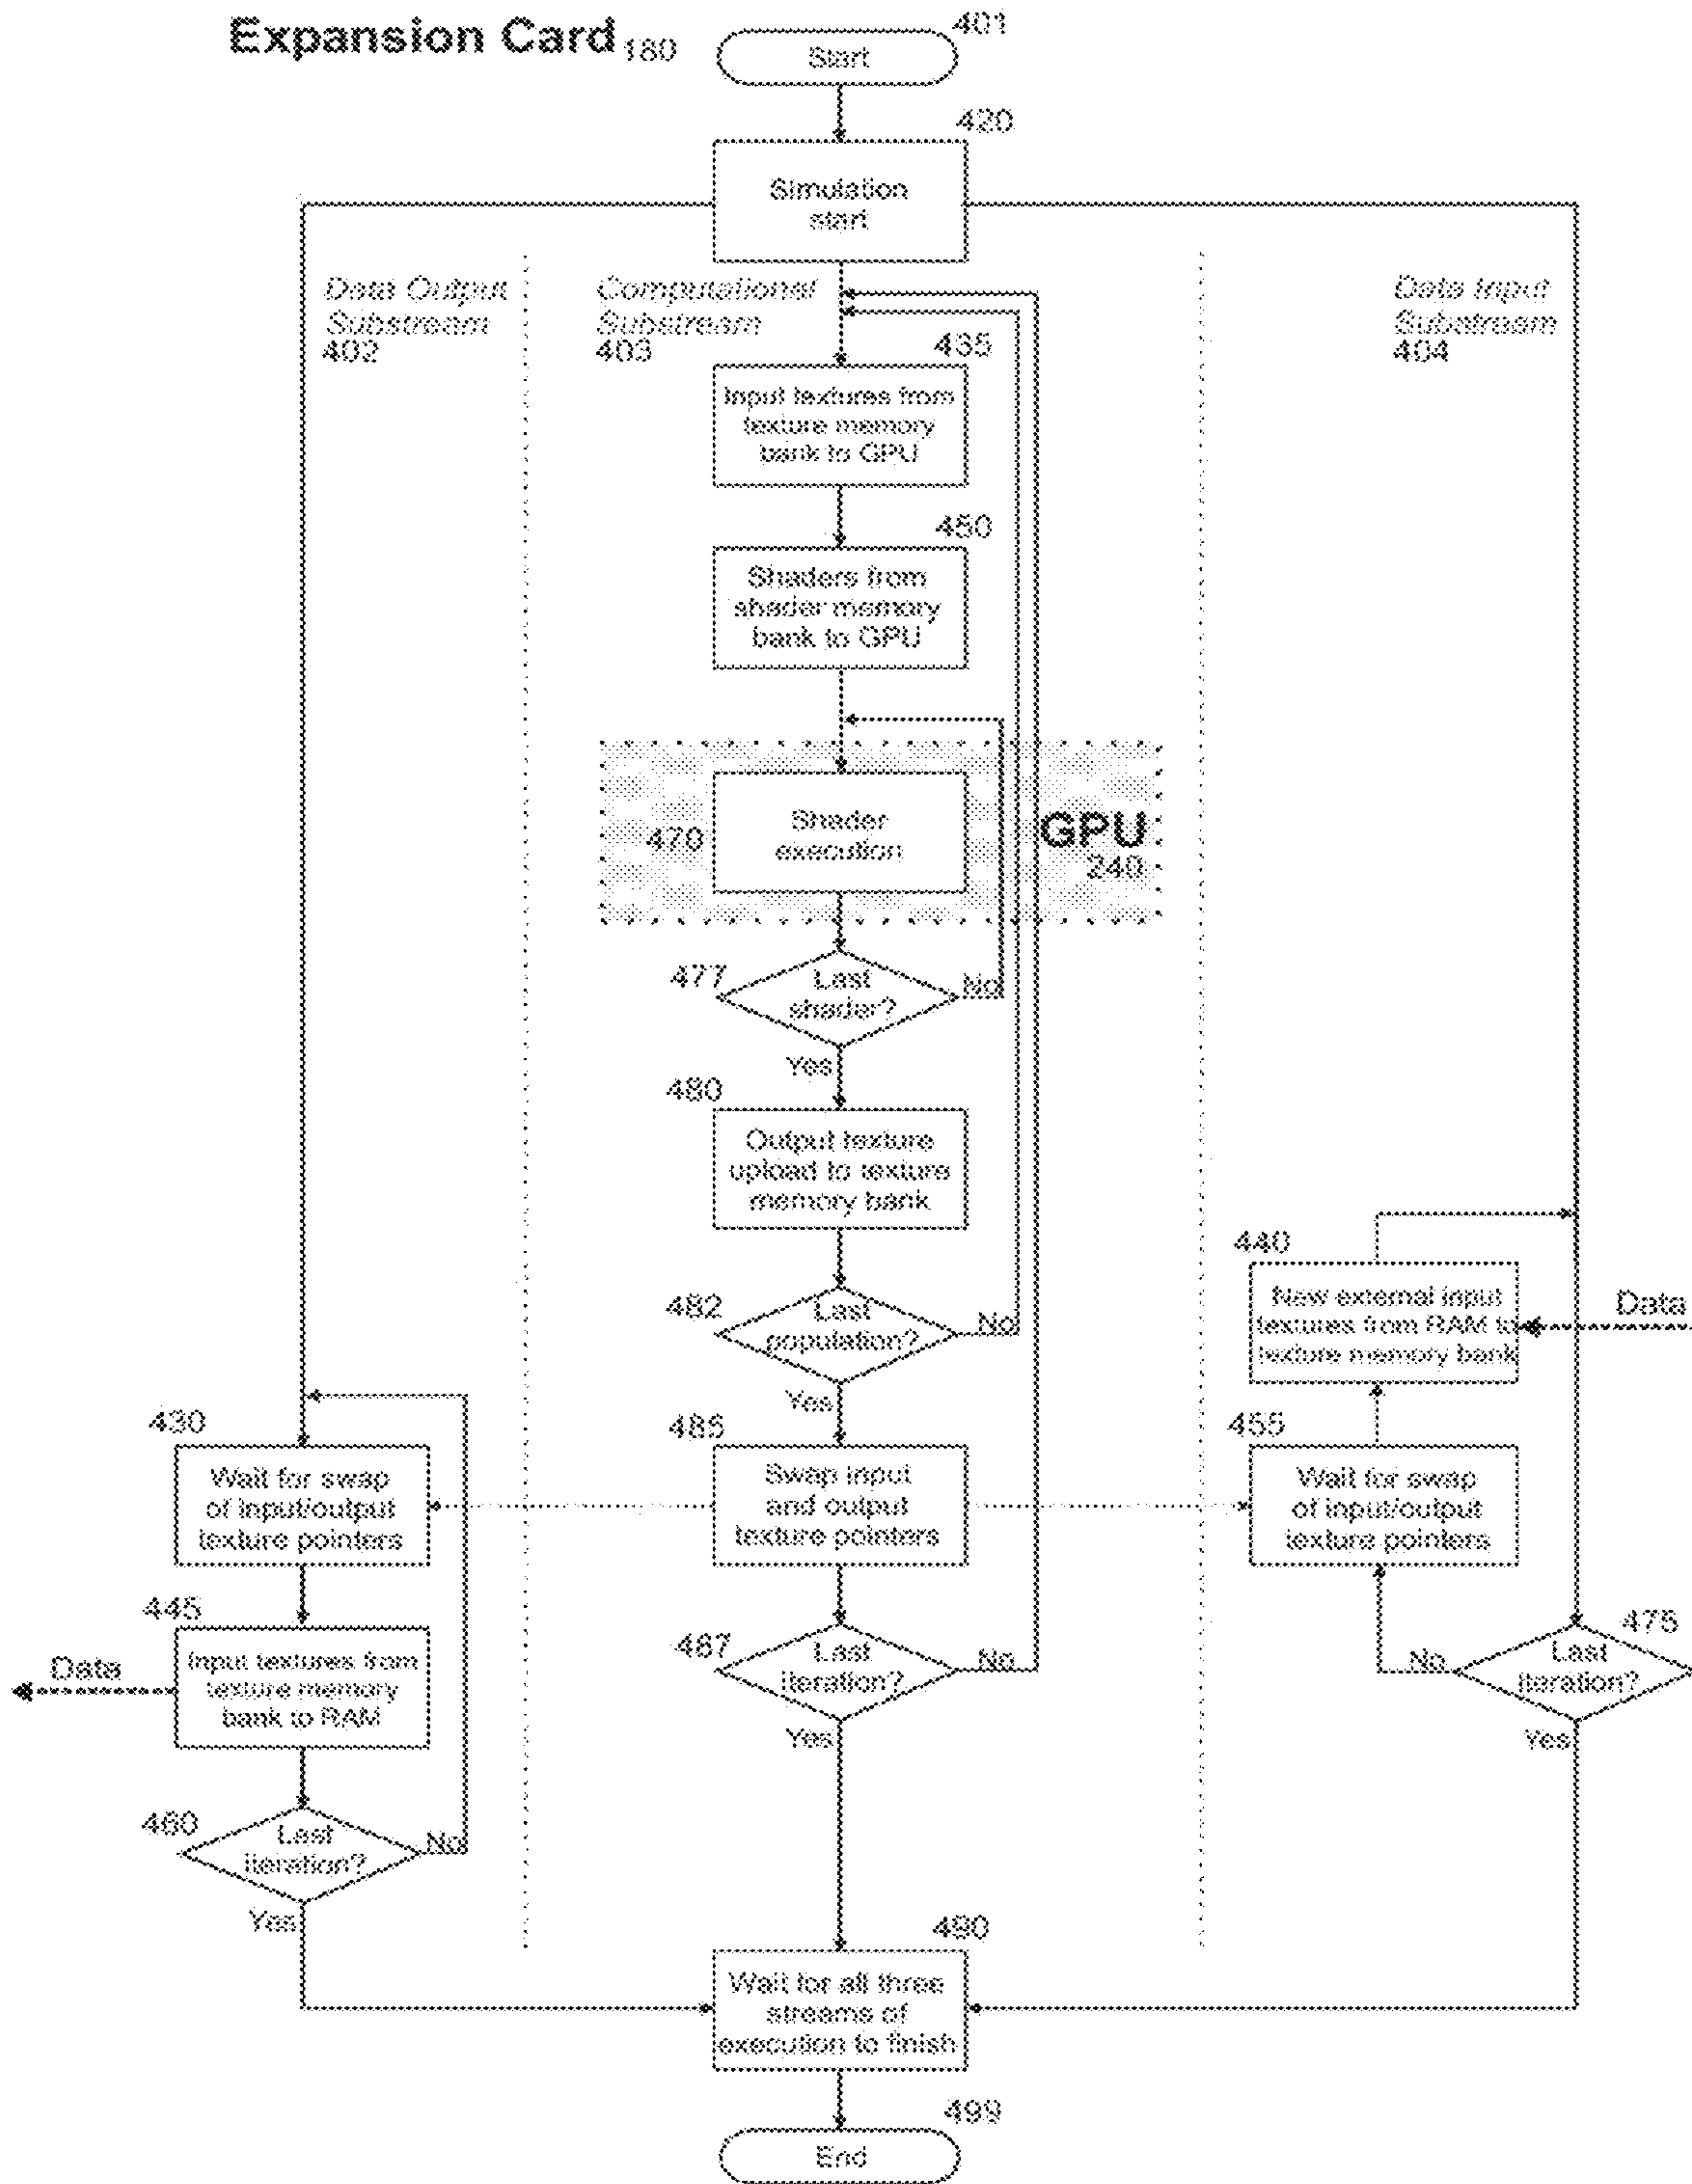 Expansion Card 180
401
Start
420
Simulation
start
Data Output
Substream
402
Computational
Substream
403
Data Input
Substream
404
435
Input textures from
texture memory
bank to GPU
450
Shaders from
shader memory
bank to GPU
470
Shader
execution
GPU
240
477
Last
shader?
No
Yes
480
Output texture
upload to texture
memory bank
440
New external input
textures from RAM to
texture memory bank
Data
482
Last
population?
No
Yes
430
Wait for swap
of input/output
texture pointers
485
Swap input
and output
texture pointers
455
Wait for swap
of input/output
texture pointers
445
Input textures from
texture memory
bank to RAM
Data
487
Last
iteration?
No
Yes
475
Last
iteration?
No
Yes
460
Last
iteration?
No
Yes
490
Wait for all three
streams of
execution to finish
499
End